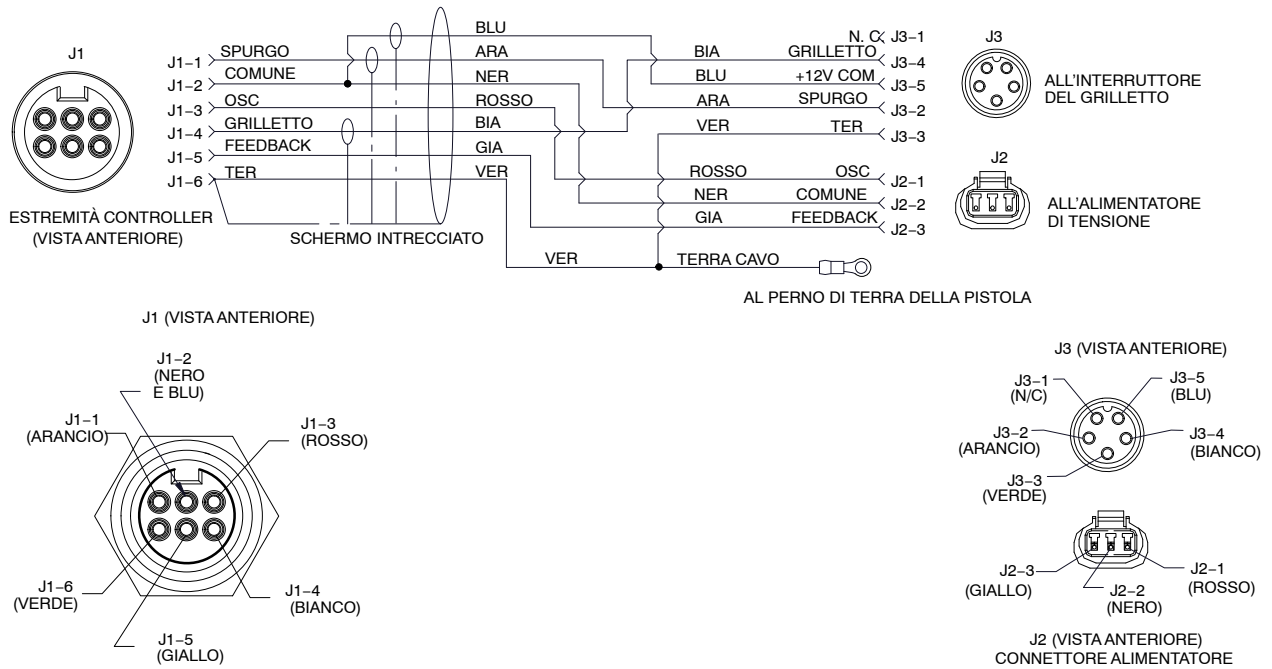 J1
J1-1
J1-2
J1-3
J1-4
J1-5
J1-6
SPURGO
COMUNE
OSC
GRILLETTO
FEEDBACK
TER
BLU
ARA
NER
ROSSO
BIA
GIA
VER
BIA
BLU
ARA
VER
ROSSO
NER
GIA
N. C
GRILLETTO
+12V COM
SPURGO
TER
OSC
COMUNE
FEEDBACK
J3-1
J3-4
J3-5
J3-2
J3-3
J2-1
J2-2
J2-3
J3
ALL'INTERRUTTORE
DEL GRILLETTO
J2
ALL'ALIMENTATORE
DI TENSIONE
ESTREMITÀ CONTROLLER
(VISTA ANTERIORE)
SCHERMO INTRECCIATO
VER
TERRA CAVO
AL PERNO DI TERRA DELLA PISTOLA
J1 (VISTA ANTERIORE)
J1-2
(NERO
E BLU)
J1-1
(ARANCIO)
J1-3
(ROSSO)
J1-6
(VERDE)
J1-4
(BIANCO)
J1-5
(GIALLO)
J3 (VISTA ANTERIORE)
J3-1
(N/C)
J3-5
(BLU)
J3-2
(ARANCIO)
J3-4
(BIANCO)
J3-3
(VERDE)
J2-3
(GIALLO)
J2-2
(NERO)
J2-1
(ROSSO)
J2 (VISTA ANTERIORE)
CONNETTORE ALIMENTATORE